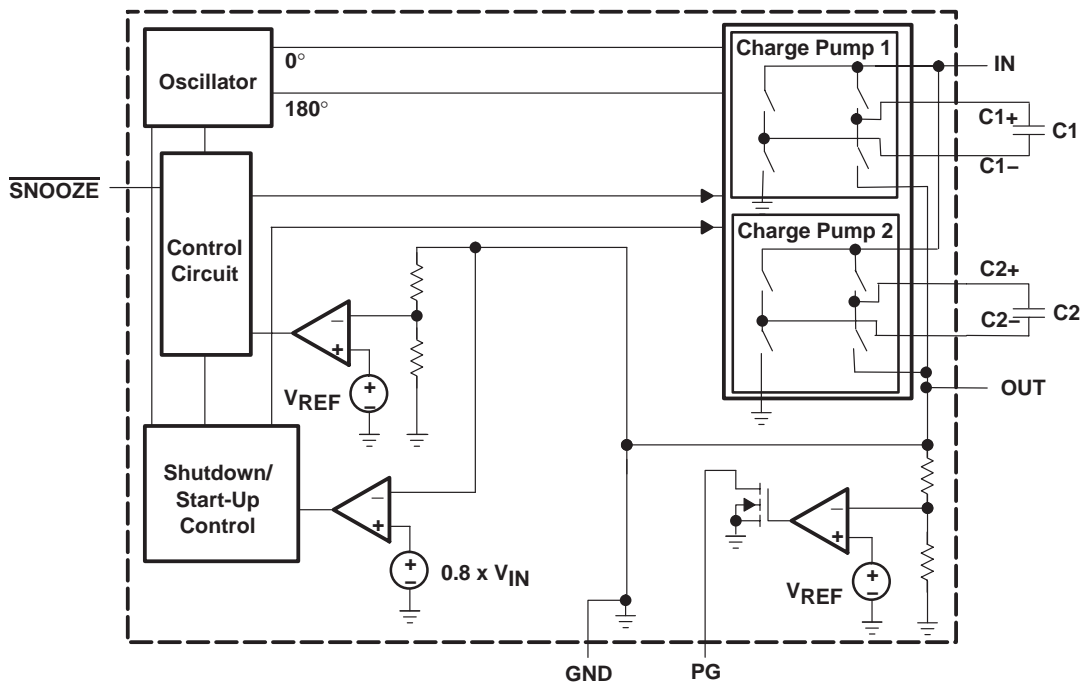 Oscillator
0°
180°
Charge Pump 1
IN
C1+
C1
C1−
SNOOZE
Control
Circuit
Charge Pump 2
C2+
C2
C2−
OUT
−
+
+
−
VREF
Shutdown/
Start-Up
Control
−
+
+
−
0.8 x VIN
−
+
+
−
VREF
GND
PG